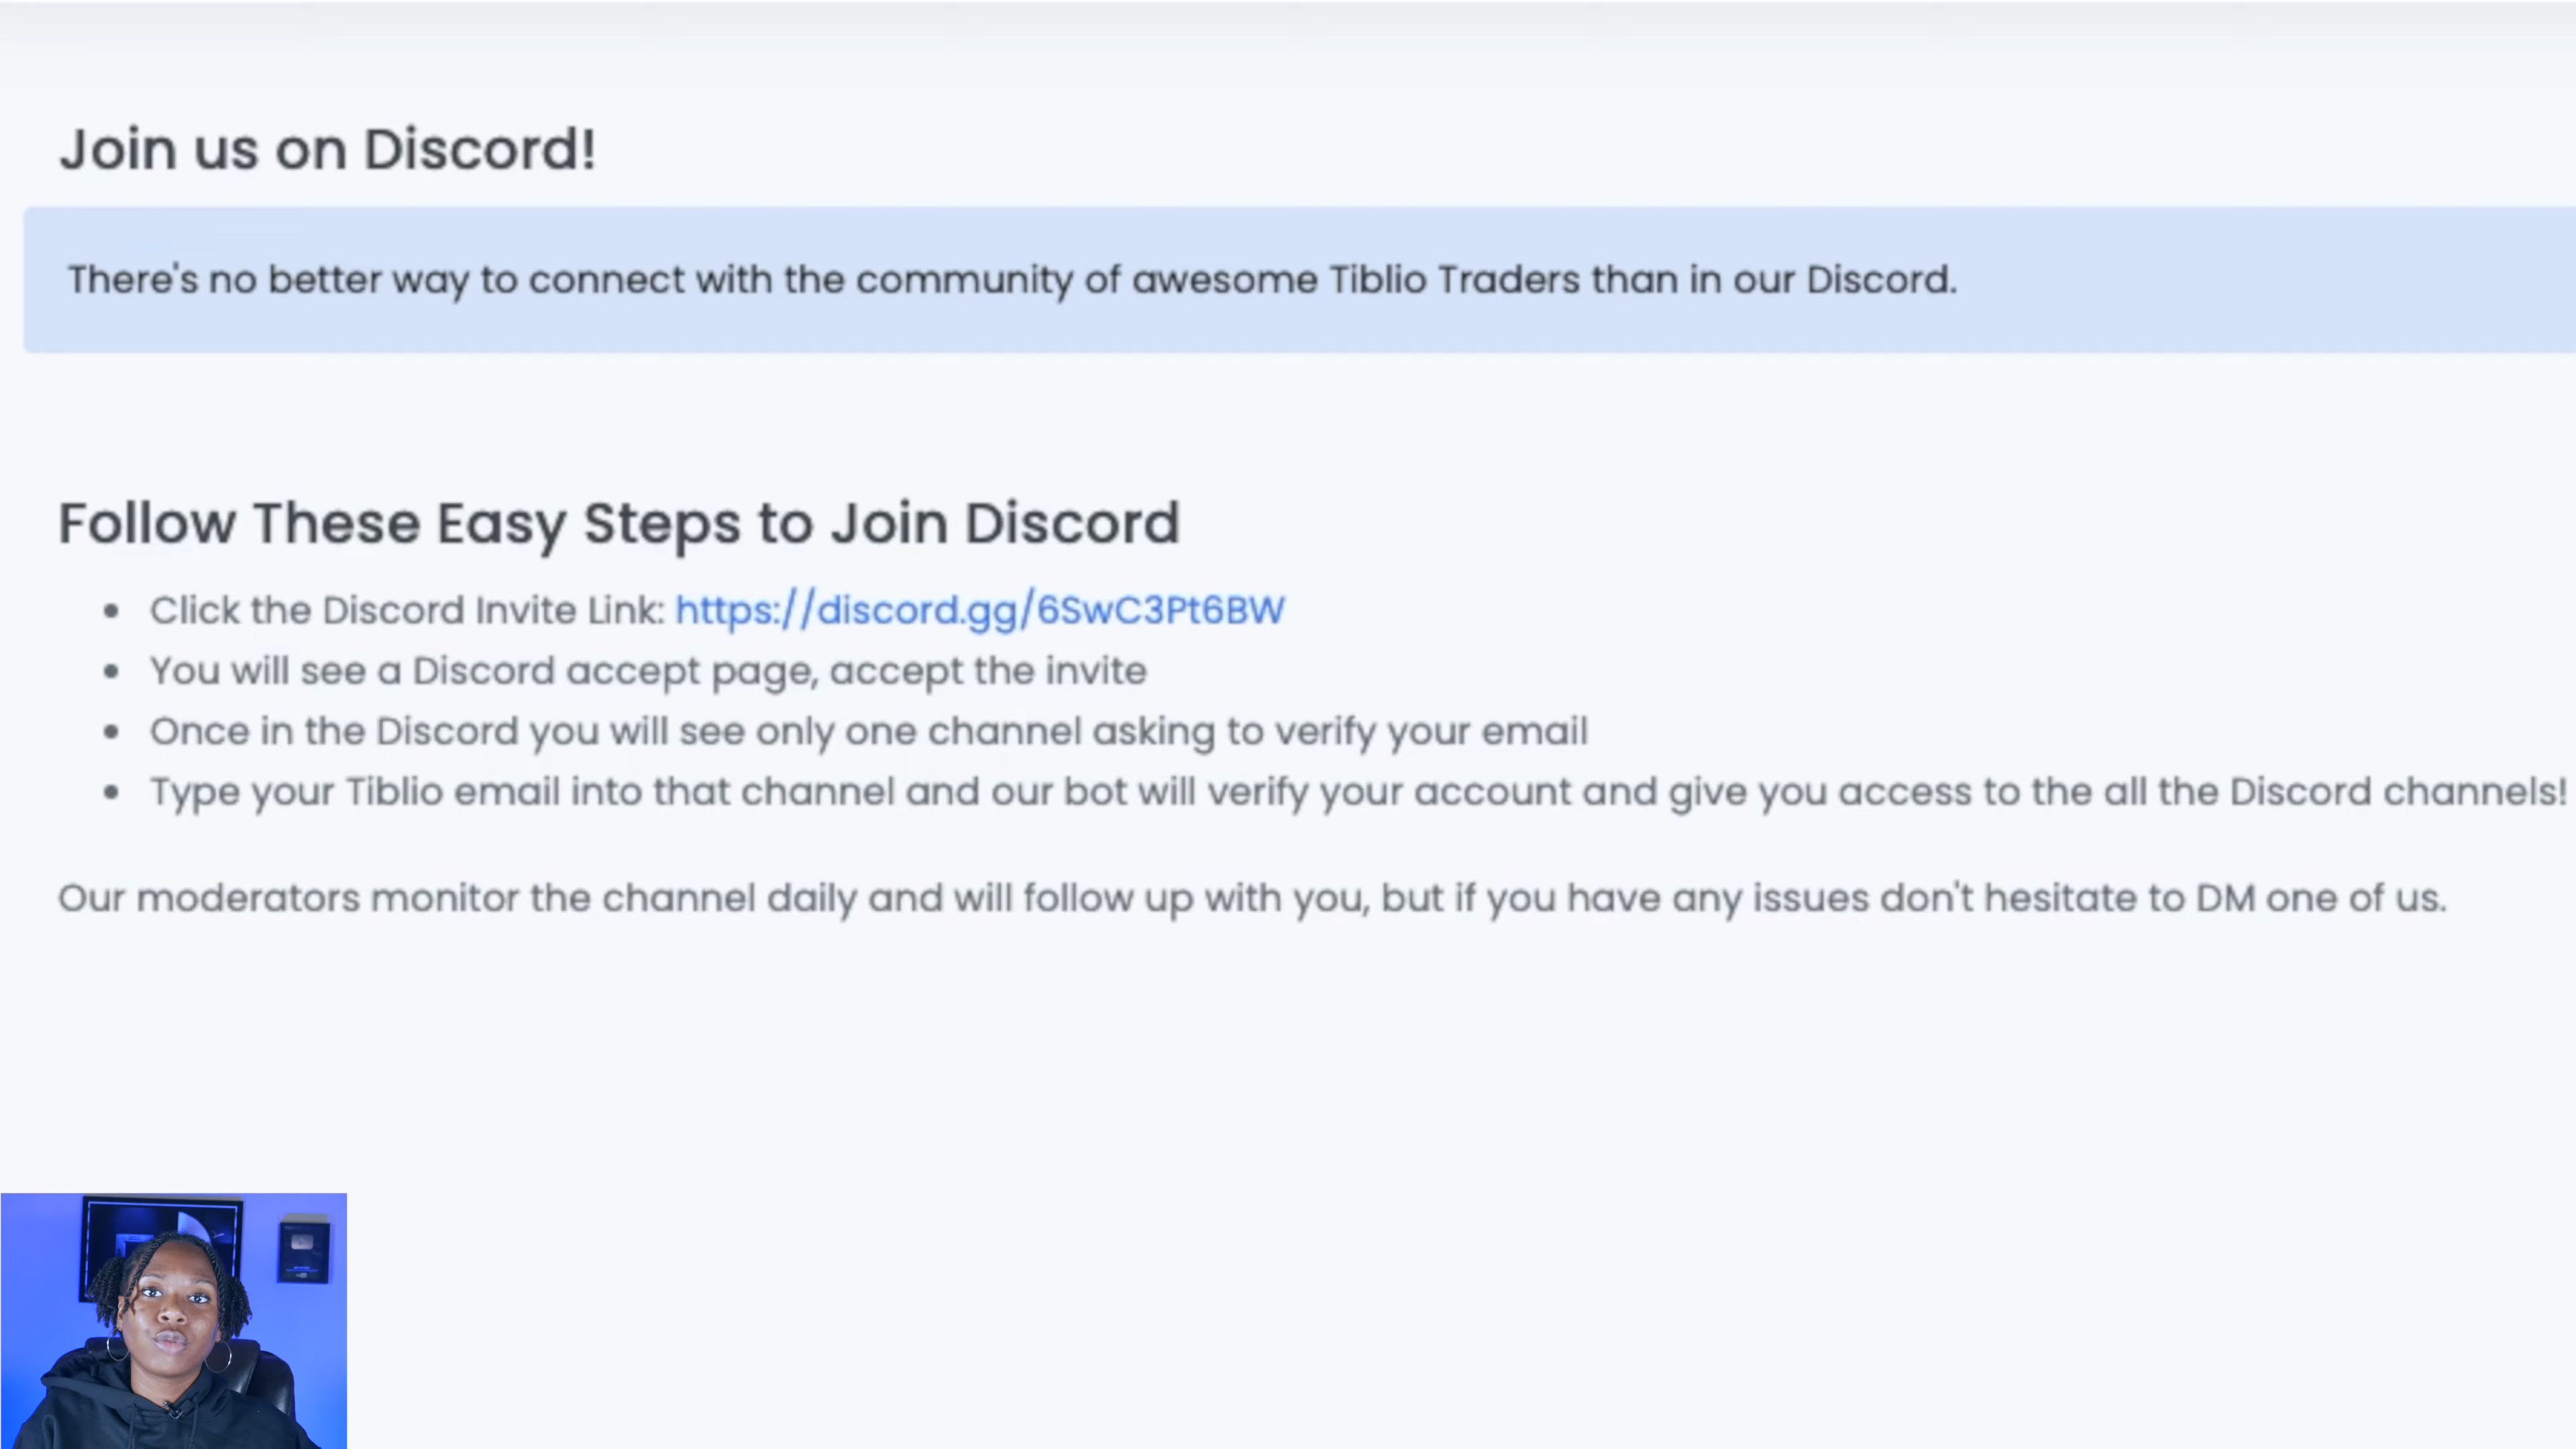 Join us on Discord!
There's no better way to connect with the community of awesome Tiblio Traders than in our Discord.
Follow These Easy Steps to Join Discord
Click the Discord Invite Link: https://discord.gg/6SwC3Pt6BW
You will see a Discord accept page, accept the invite
Once in the Discord you will see only one channel asking to verify your email
Type your Tiblio email into that channel and our bot will verify your account and give you access to the all the Discord channels!
Our moderators monitor the channel daily and will follow up with you, but if you have any issues don't hesitate to DM one of us.